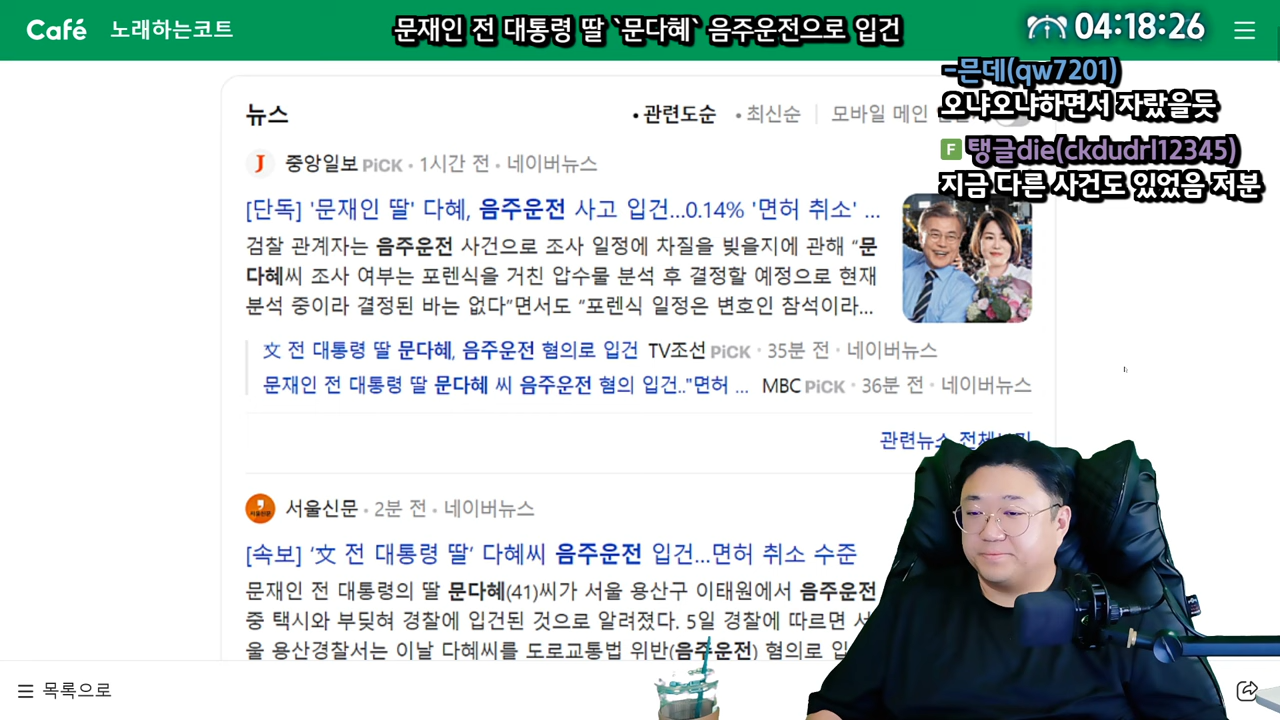 Café 노래하는코트
문재인 전 대통령 딸 `문다혜` 음주운전으로 입건
04:18:26
-믄데(qw7201)
오냐오냐하면서 자랐을듯
F 탱글die(ckdudrl12345)
지금 다른 사건도 있었음 저분
뉴스
• 관련도순 • 최신순 | 모바일 메인
J 중앙일보 PiCK · 1시간 전 · 네이버뉴스
[단독] '문재인 딸' 다혜, 음주운전 사고 입건...0.14% '면허 취소' ...
검찰 관계자는 음주운전 사건으로 조사 일정에 차질을 빚을지에 관해 “문
다혜씨 조사 여부는 포렌식을 거친 압수물 분석 후 결정할 예정으로 현재
분석 중이라 결정된 바는 없다”면서도 “포렌식 일정은 변호인 참석이라...
文 전 대통령 딸 문다혜, 음주운전 혐의로 입건 TV조선 PiCK · 35분 전 · 네이버뉴스
문재인 전 대통령 딸 문다혜 씨 음주운전 혐의 입건.."면허 ... MBC PiCK · 36분 전 · 네이버뉴스
관련뉴스
서울신문 · 2분 전 · 네이버뉴스
[속보] ‘文 전 대통령 딸’ 다혜씨 음주운전 입건...면허 취소 수준
문재인 전 대통령의 딸 문다혜(41)씨가 서울 용산구 이태원에서 음주운전
중 택시와 부딪혀 경찰에 입건된 것으로 알려졌다. 5일 경찰에 따르면 서
울 용산경찰서는 이날 다혜씨를 도로교통법 위반(음주운전) 혐의로 입
목록으로